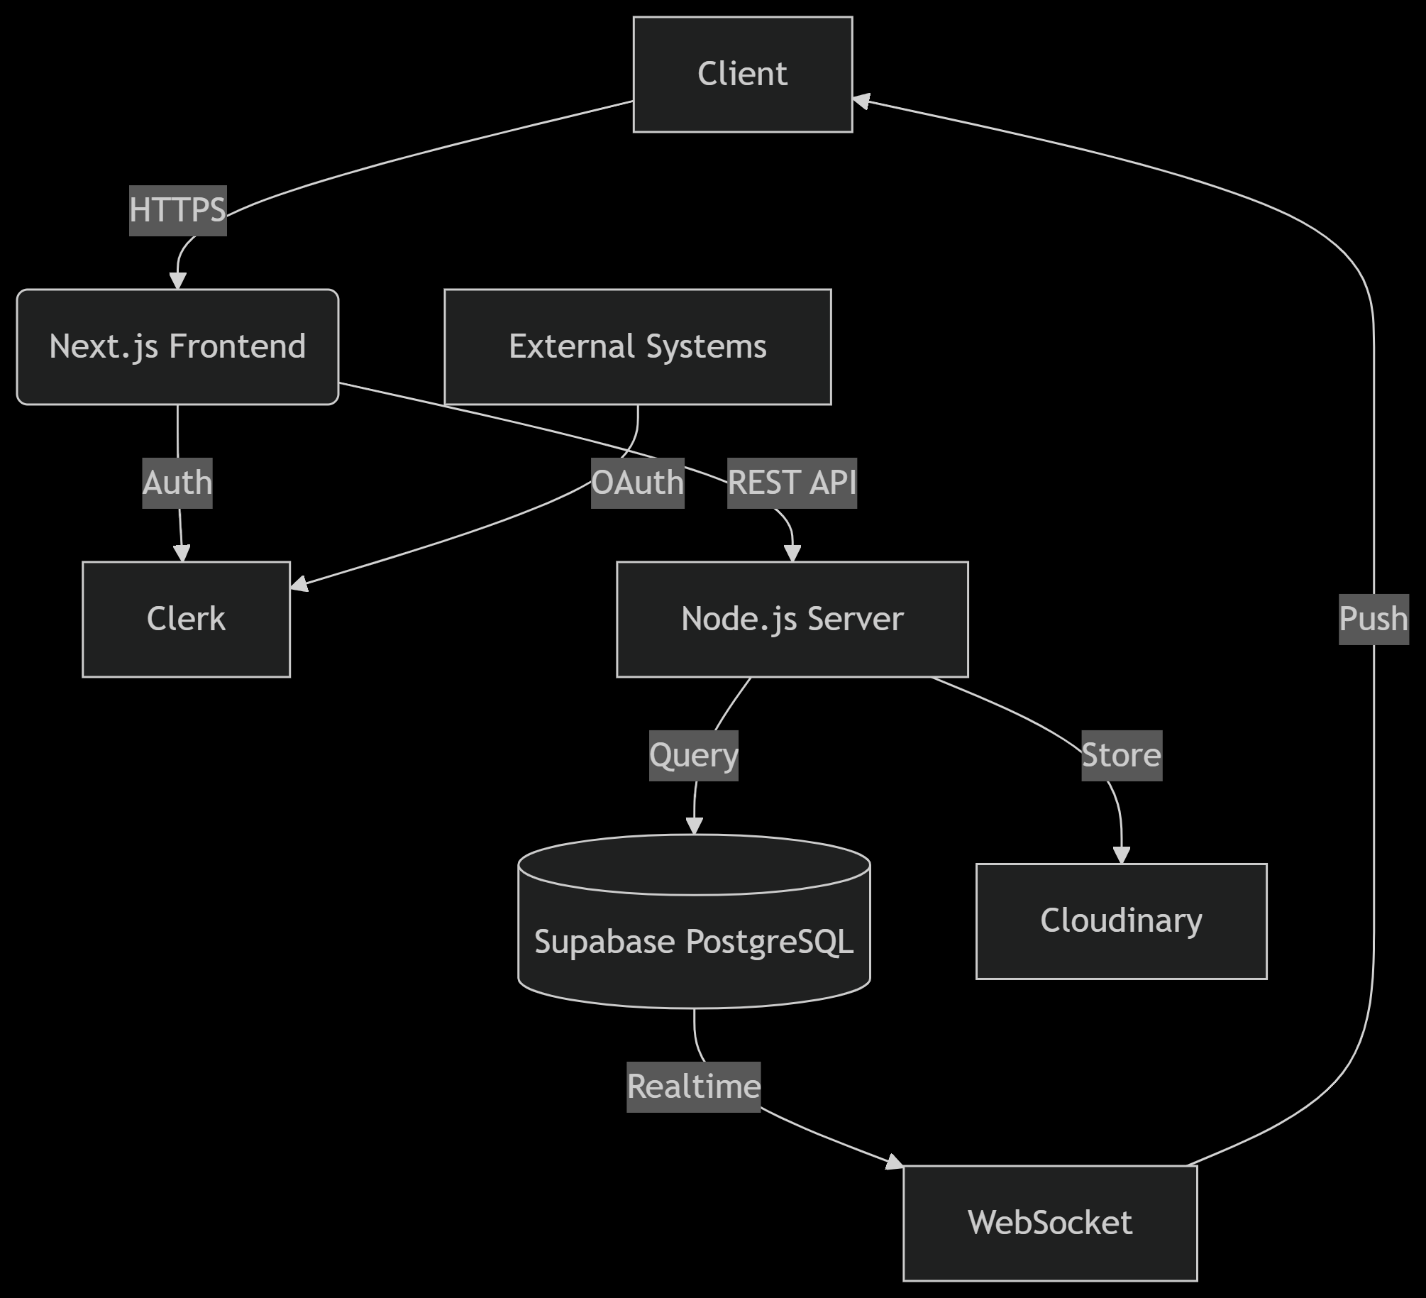 Client
HTTPS
Next.js Frontend
External Systems
Auth
OAuth
REST API
Clerk
Node.js Server
Push
Query
Store
Supabase PostgreSQL
Cloudinary
Realtime
WebSocket